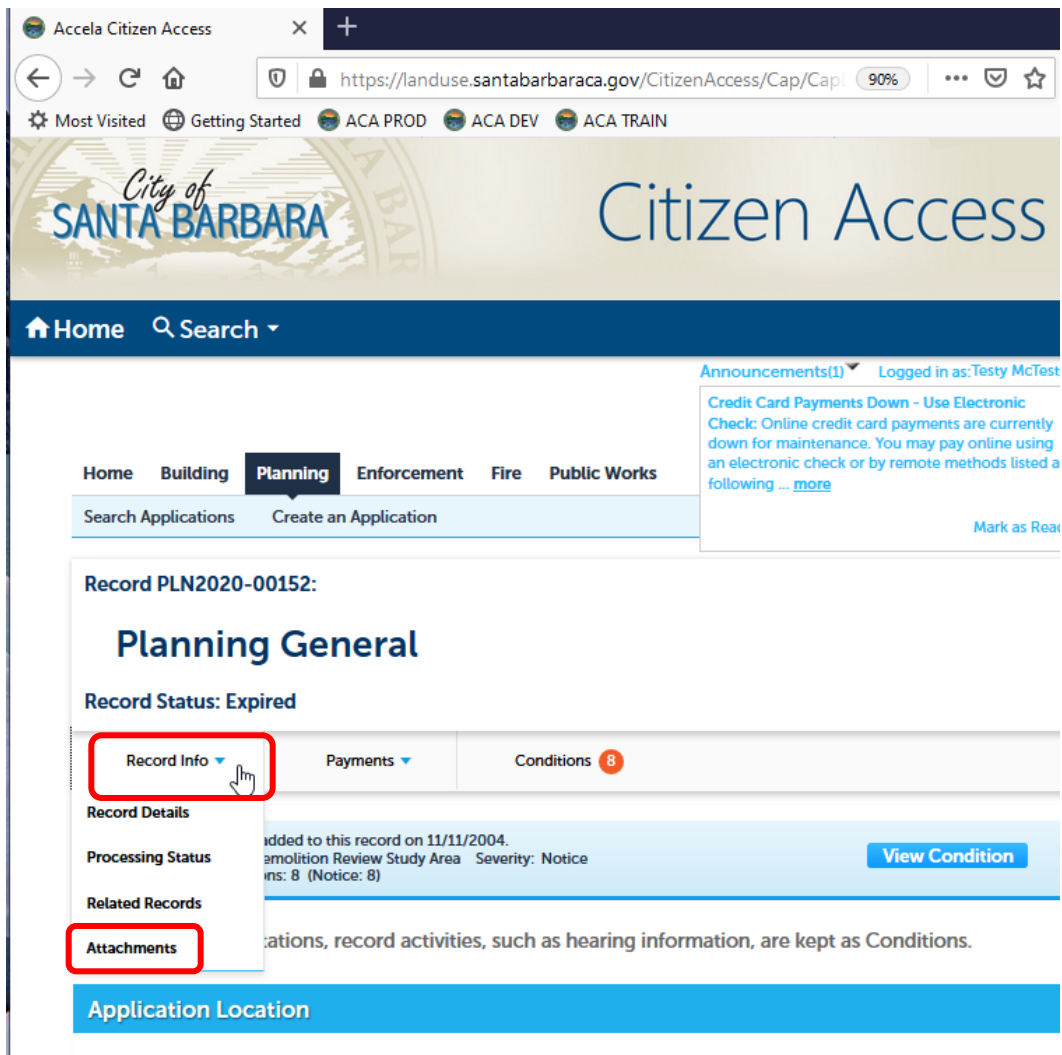 Accela Citizen Access
https://landuse.santabarbaraca.gov/CitizenAccess/Cap/Cap 90%
Most Visited Getting Started ACA PROD ACA DEV ACA TRAIN
City of
SANTA BARBARA
Citizen Access
Home Search
Announcements(1) Logged in as:Testy McTest
Credit Card Payments Down - Use Electronic
Check: Online credit card payments are currently
down for maintenance. You may pay online using
an electronic check or by remote methods listed a
following ... more
Mark as Read
Home Building Planning Enforcement Fire Public Works
Search Applications Create an Application
Record PLN2020-00152:
Planning General
Record Status: Expired
Record Info Payments Conditions 8
Record Details
Processing Status
Related Records
Attachments
added to this record on 11/11/2004.
emolition Review Study Area Severity: Notice
ns: 8 (Notice: 8)
View Condition
ations, record activities, such as hearing information, are kept as Conditions.
Application Location